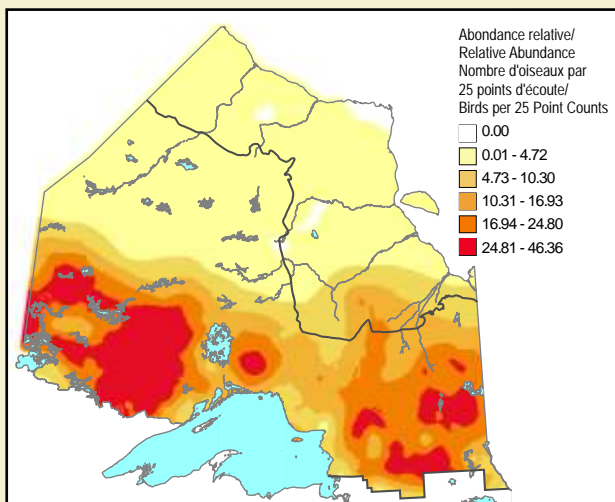 Abondance relative/
Relative Abundance
Nombre d'oiseaux par
25 points d'écoute/
Birds per 25 Point Counts
0.00
0.01 - 4.72
4.73 - 10.30
10.31 - 16.93
16.94 - 24.80
24.81 - 46.36